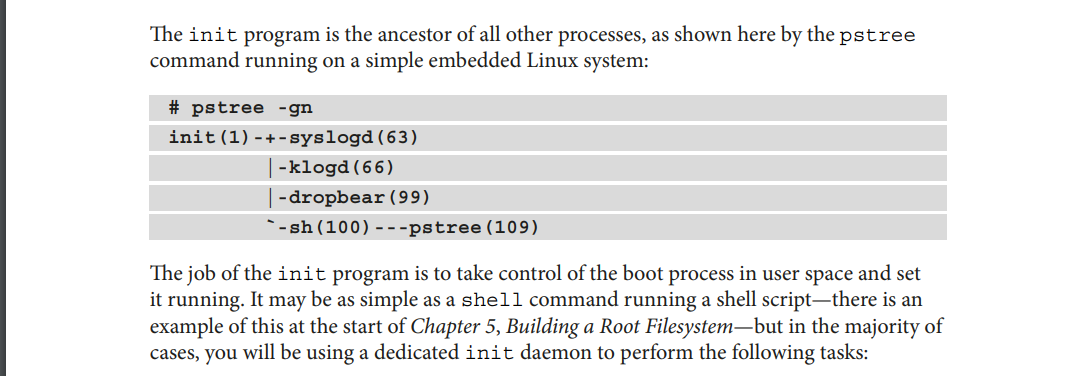 The init program is the ancestor of all other processes, as shown here by the pstree
command running on a simple embedded Linux system:
# pstree -gn
init(1)-+-syslogd(63)
|-klogd(66)
|-dropbear(99)
`-sh(100)---pstree(109)
The job of the init program is to take control of the boot process in user space and set
it running. It may be as simple as a shell command running a shell script—there is an
example of this at the start of Chapter 5, Building a Root Filesystem—but in the majority of
cases, you will be using a dedicated init daemon to perform the following tasks: